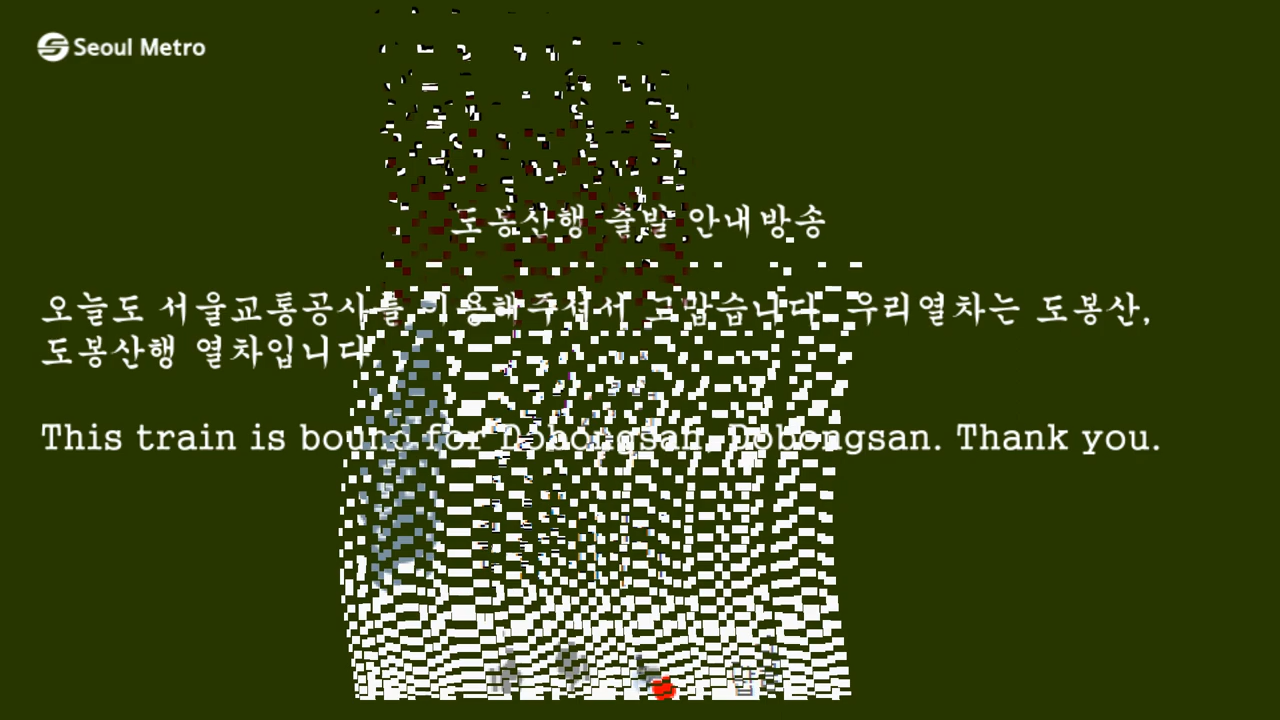 Seoul Metro
도봉산행 출발 안내방송
오늘도 서울교통공사를 이용해주셔서 고맙습니다. 우리열차는 도봉산,
도봉산행 열차입니다.
This train is bound for Dobongsan, Dobongsan. Thank you.